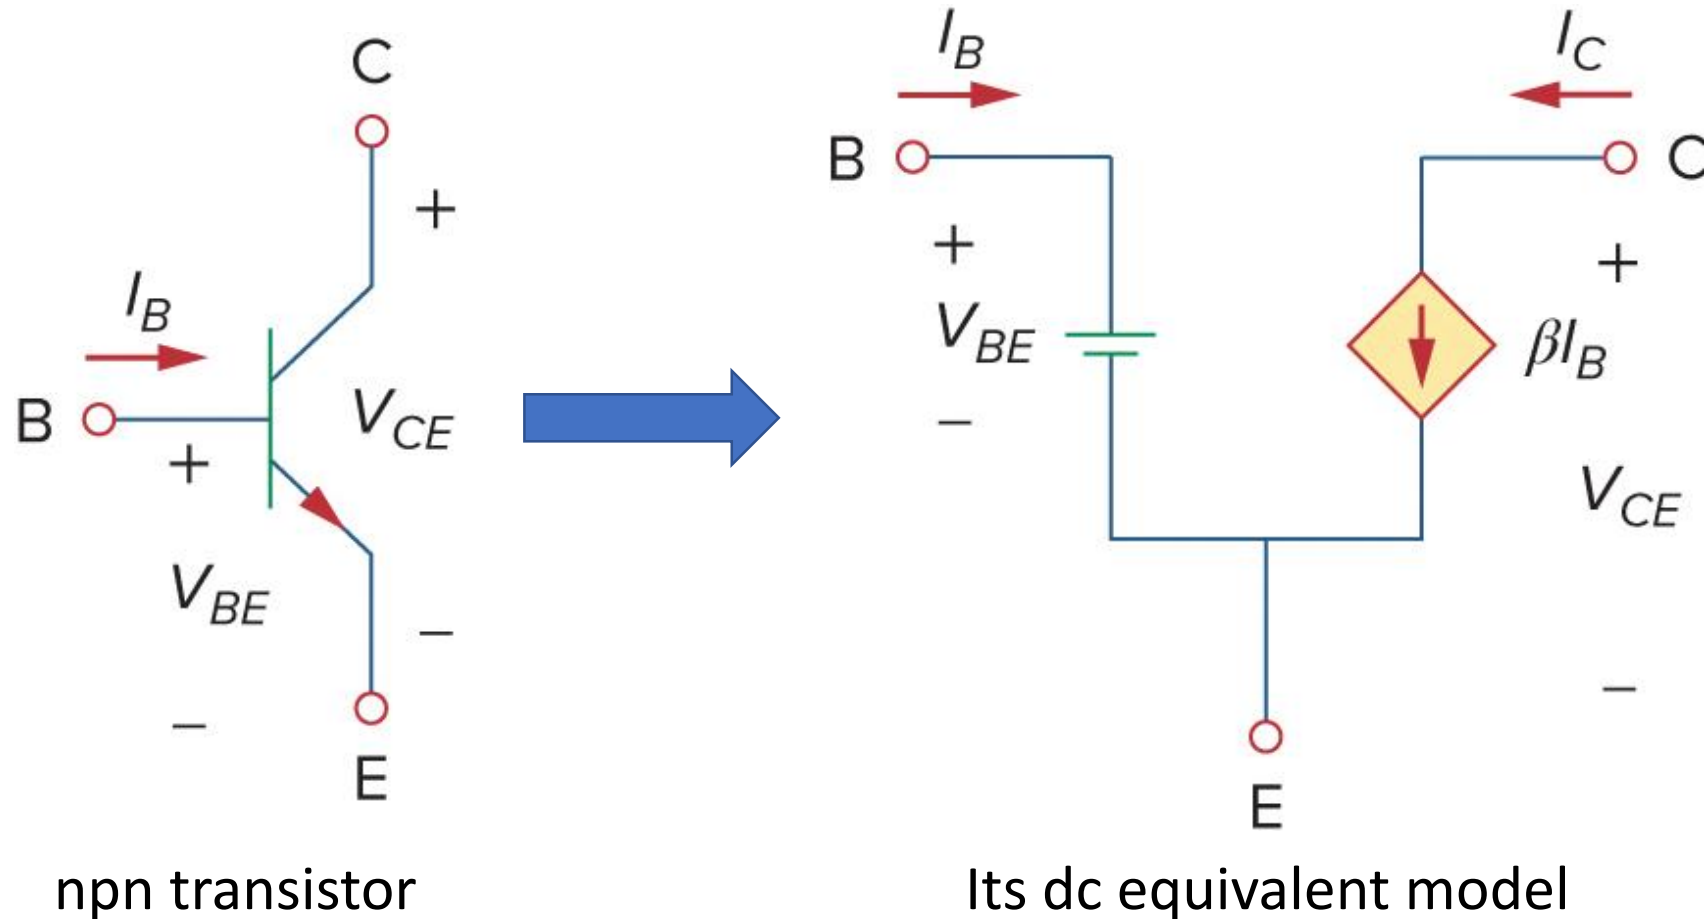 C
+
I_B
B
+
V_CE
V_BE
−
−
E
npn transistor
I_B
I_C
B
C
+
+
V_BE
βI_B
−
V_CE
−
E
Its dc equivalent model